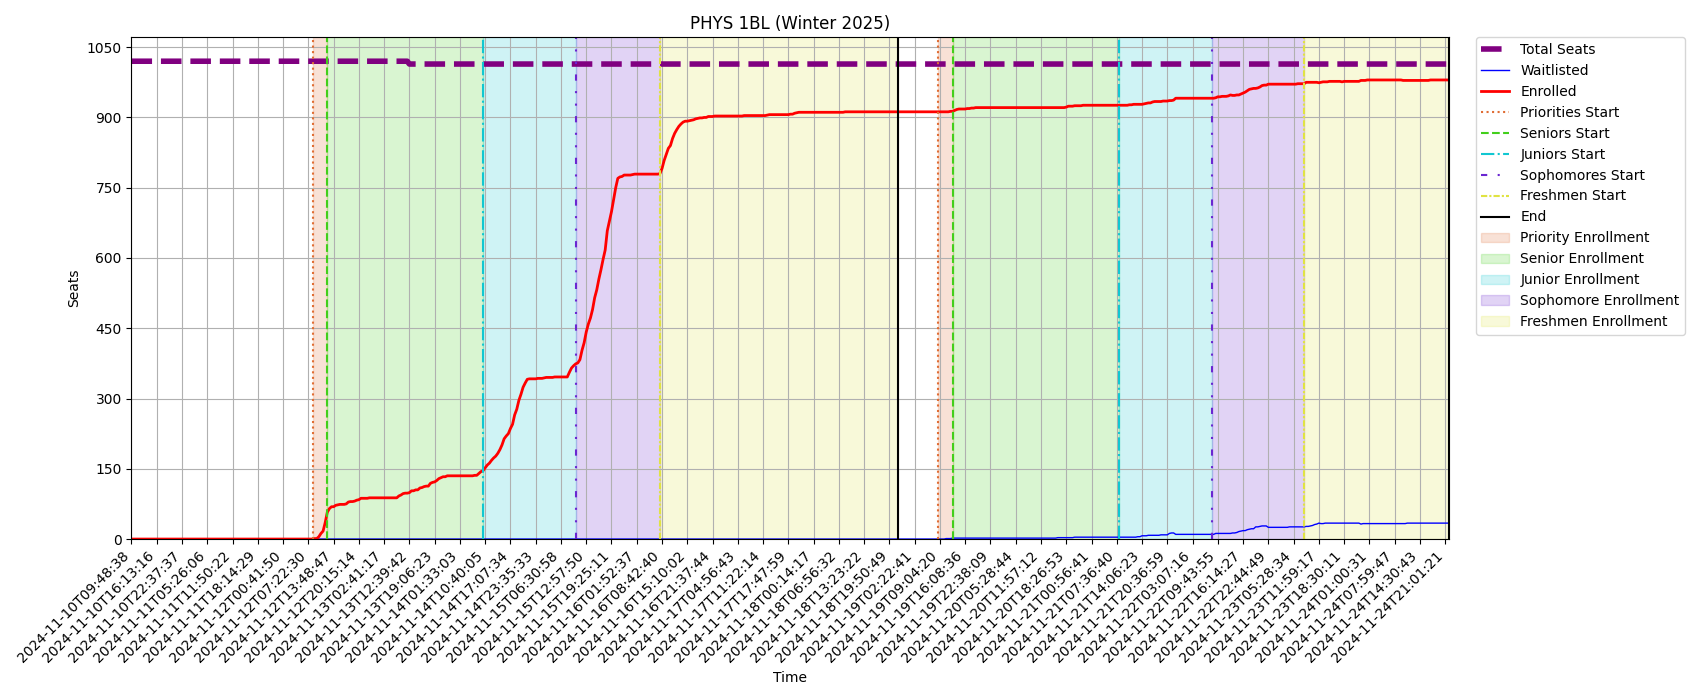 PHYS 1BL (Winter 2025)
Seats
1050
900
750
600
450
300
150
0
2024-11-10T09:48:38
2024-11-10T16:13:16
2024-11-10T22:37:37
2024-11-11T05:26:06
2024-11-11T11:50:22
2024-11-11T18:14:29
2024-11-12T00:41:50
2024-11-12T07:22:30
2024-11-12T13:48:47
2024-11-12T20:15:14
2024-11-13T02:41:17
2024-11-13T12:39:42
2024-11-13T19:06:23
2024-11-14T01:33:03
2024-11-14T10:40:05
2024-11-14T17:07:34
2024-11-14T23:35:33
2024-11-15T06:30:58
2024-11-15T12:57:50
2024-11-15T19:25:11
2024-11-16T01:52:37
2024-11-16T08:42:40
2024-11-16T15:10:02
2024-11-16T21:37:44
2024-11-17T04:56:43
2024-11-17T11:22:14
2024-11-17T17:47:59
2024-11-18T00:14:17
2024-11-18T06:56:32
2024-11-18T13:23:22
2024-11-18T19:50:49
2024-11-19T02:22:41
2024-11-19T09:04:20
2024-11-19T16:08:36
2024-11-19T22:38:09
2024-11-20T05:28:44
2024-11-20T11:57:12
2024-11-20T18:26:53
2024-11-21T00:56:41
2024-11-21T07:36:40
2024-11-21T14:06:23
2024-11-21T20:36:59
2024-11-22T03:07:16
2024-11-22T09:43:55
2024-11-22T16:14:27
2024-11-22T22:44:49
2024-11-23T05:28:34
2024-11-23T11:59:17
2024-11-23T18:30:11
2024-11-24T01:00:31
2024-11-24T07:59:47
2024-11-24T14:30:43
2024-11-24T21:01:21
Time
Total Seats
Waitlisted
Enrolled
Priorities Start
Seniors Start
Juniors Start
Sophomores Start
Freshmen Start
End
Priority Enrollment
Senior Enrollment
Junior Enrollment
Sophomore Enrollment
Freshmen Enrollment